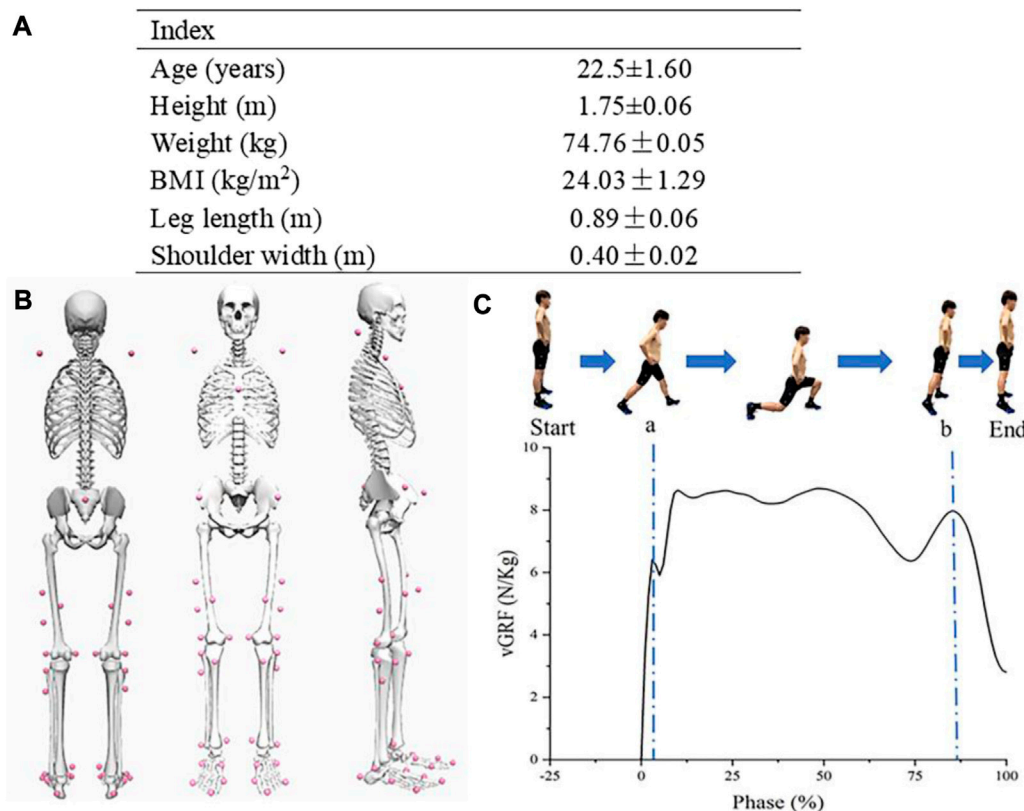 A
Index
Age (years) 22.5±1.60
Height (m) 1.75±0.06
Weight (kg) 74.76±0.05
BMI (kg/m²) 24.03±1.29
Leg length (m) 0.89±0.06
Shoulder width (m) 0.40±0.02
B
C
Start a b End
10
8
6
4
2
0
vGRF (N/Kg)
-25 0 25 50 75 100
Phase (%)